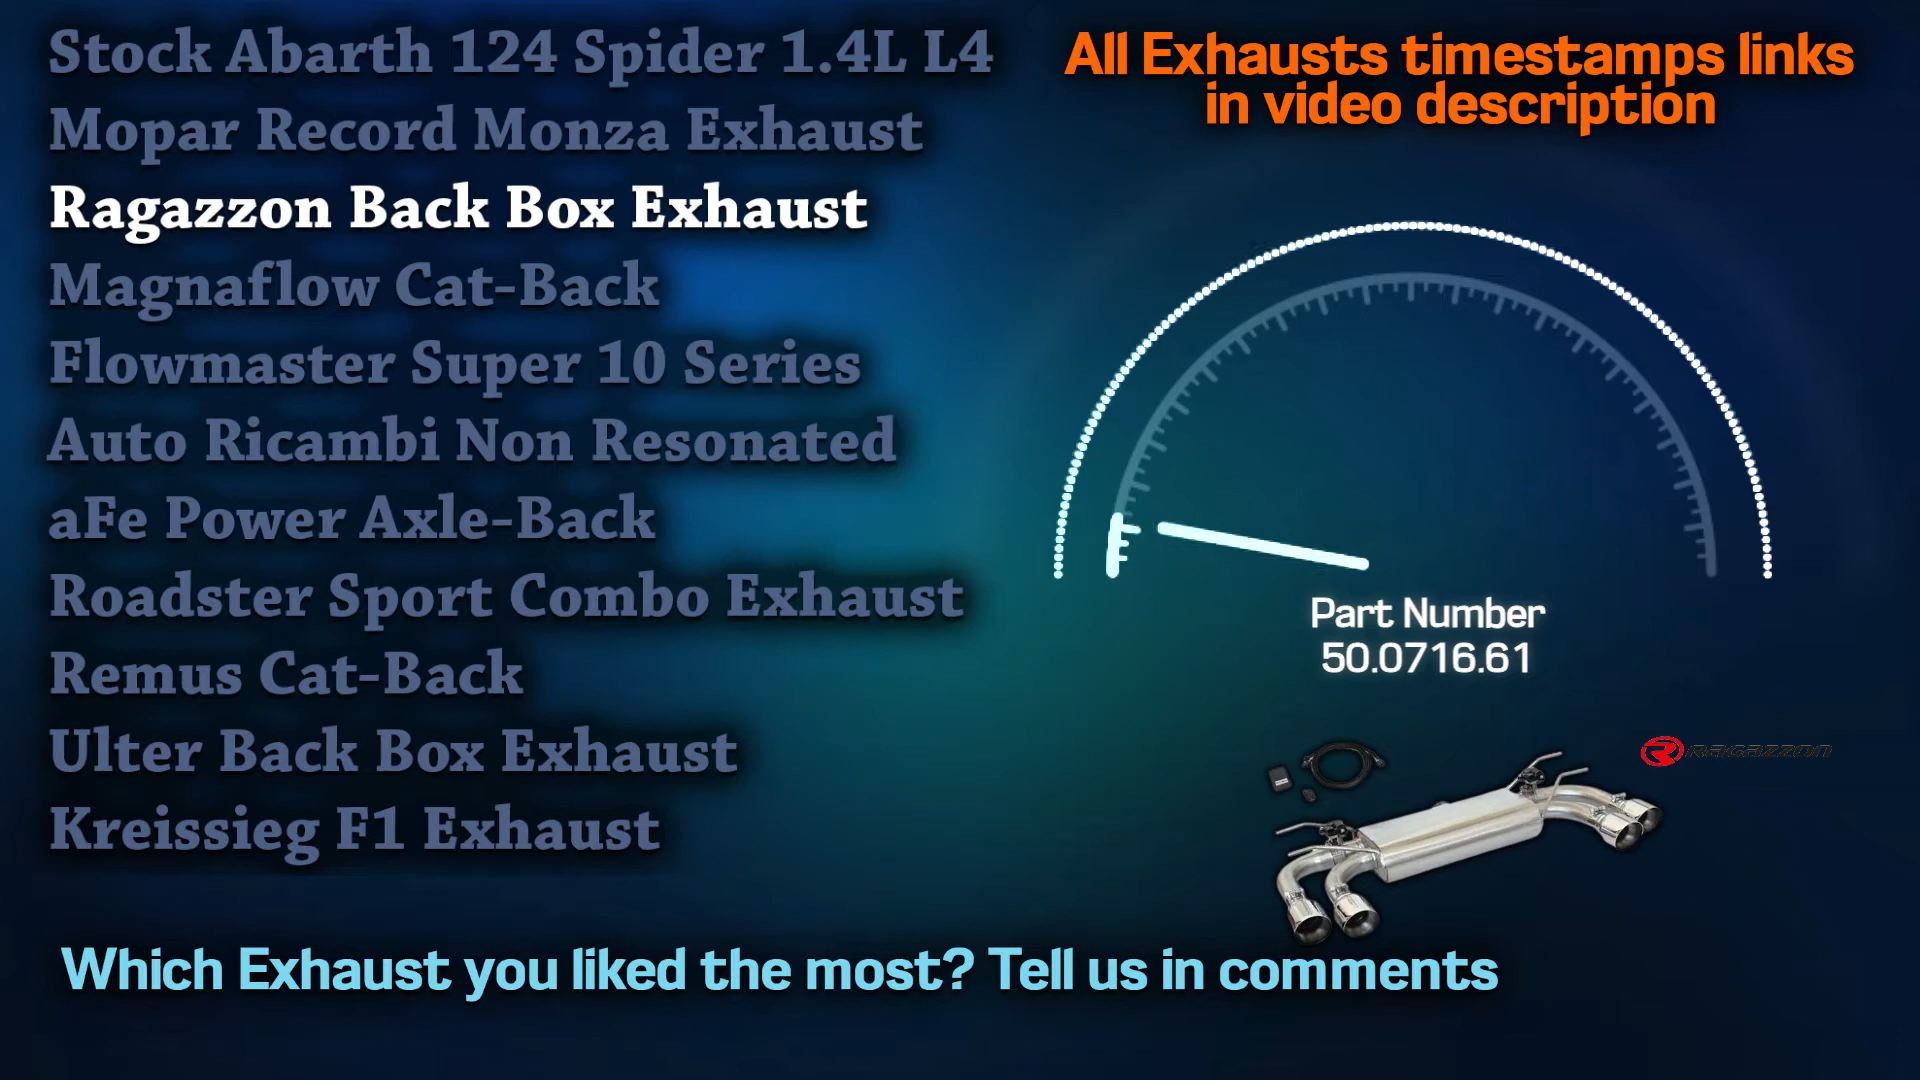 Stock Abarth 124 Spider 1.4L L4
Mopar Record Monza Exhaust
Ragazzon Back Box Exhaust
Magnaflow Cat-Back
Flowmaster Super 10 Series
Auto Ricambi Non Resonated
aFe Power Axle-Back
Roadster Sport Combo Exhaust
Remus Cat-Back
Ulter Back Box Exhaust
Kreissieg F1 Exhaust
All Exhausts timestamps links
in video description
Part Number
50.0716.61
RAGAZZON
Which Exhaust you liked the most? Tell us in comments